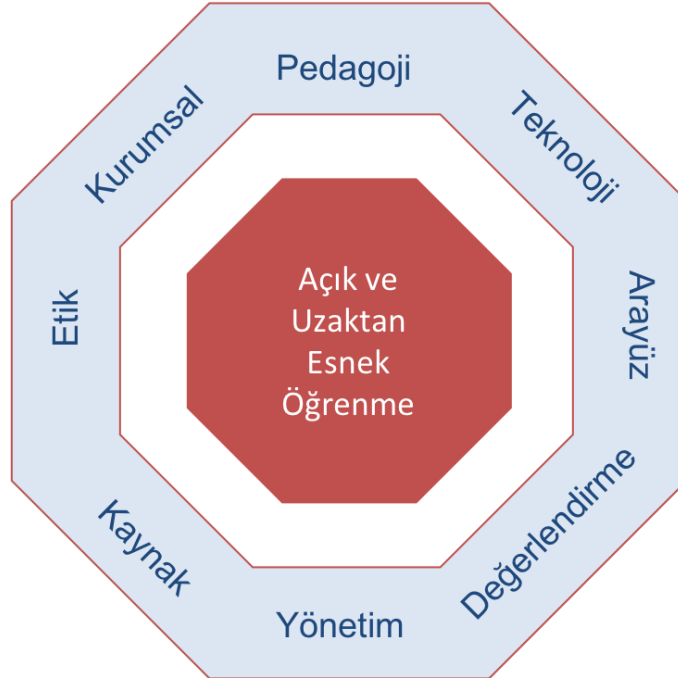 Pedagoji
Teknoloji
Arayüz
Değerlendirme
Yönetim
Kaynak
Etik
Kurumsal
Açık ve
Uzaktan
Esnek
Öğrenme